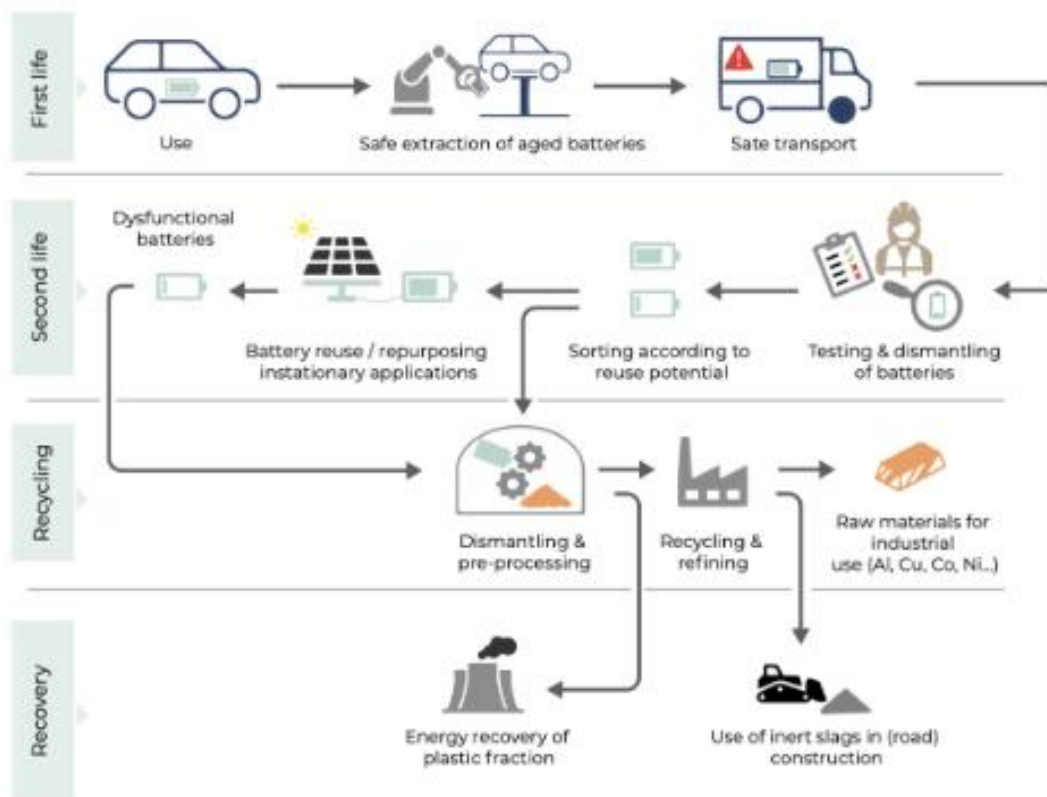 First life
Use
Safe extraction of aged batteries
Sate transport
Second life
Dysfunctional
batteries
Battery reuse / repurposing
instationary applications
Sorting according to
reuse potential
Testing & dismantling
of batteries
Recycling
Dismantling &
pre-processing
Recycling &
refining
Raw materials for
industrial
use (Al, Cu, Co, Ni...)
Recovery
Energy recovery of
plastic fraction
Use of inert slags in (road)
construction